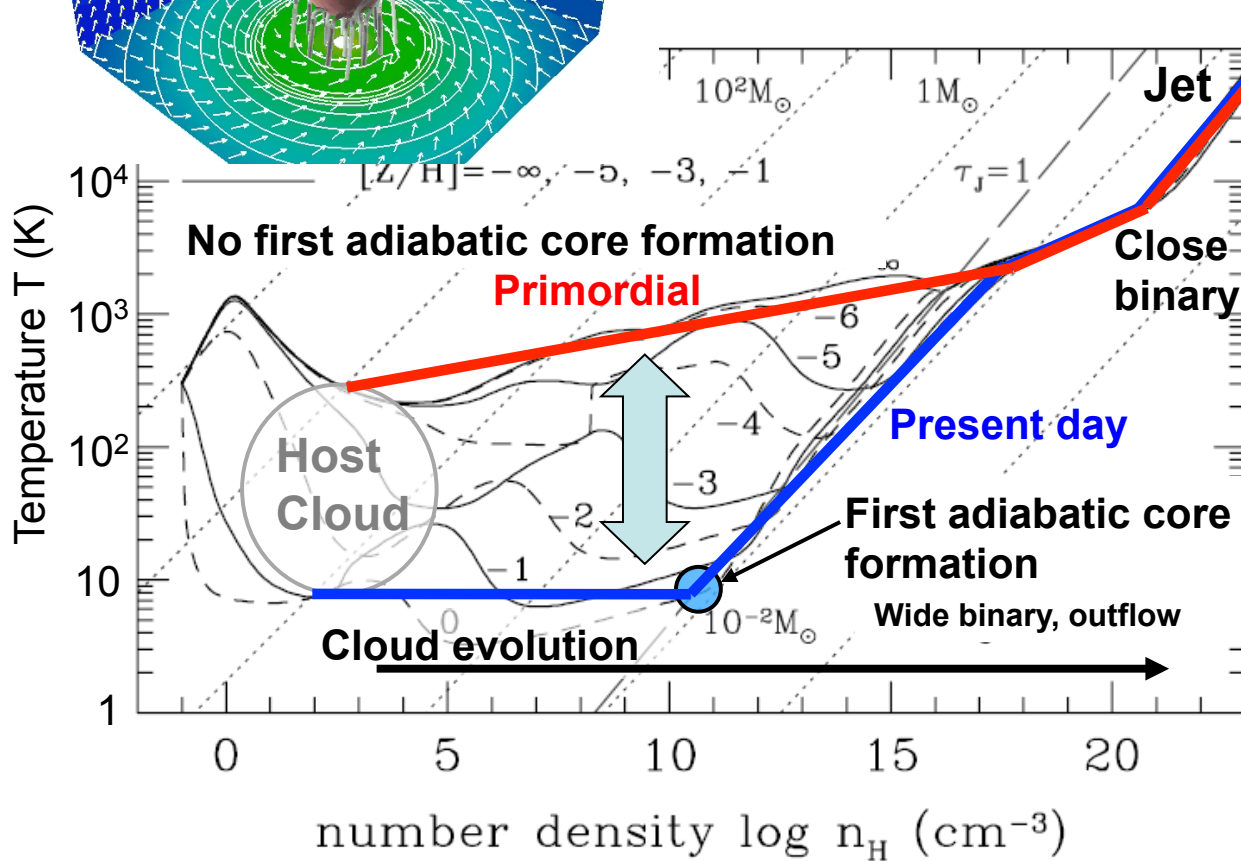 10²M⊙
1M⊙
Jet
[Z/H]=−∞, −5, −3, −1
τ_J=1
10⁴
No first adiabatic core formation
Close
binary
Primordial
−∞
10³
−6
−5
Present day
−4
10²
Host
Cloud
−3
First adiabatic core
formation
−2
−1
10
Wide binary, outflow
0
10⁻²M⊙
Cloud evolution
1
Temperature T (K)
0
5
10
15
20
number density log n_H (cm⁻³)